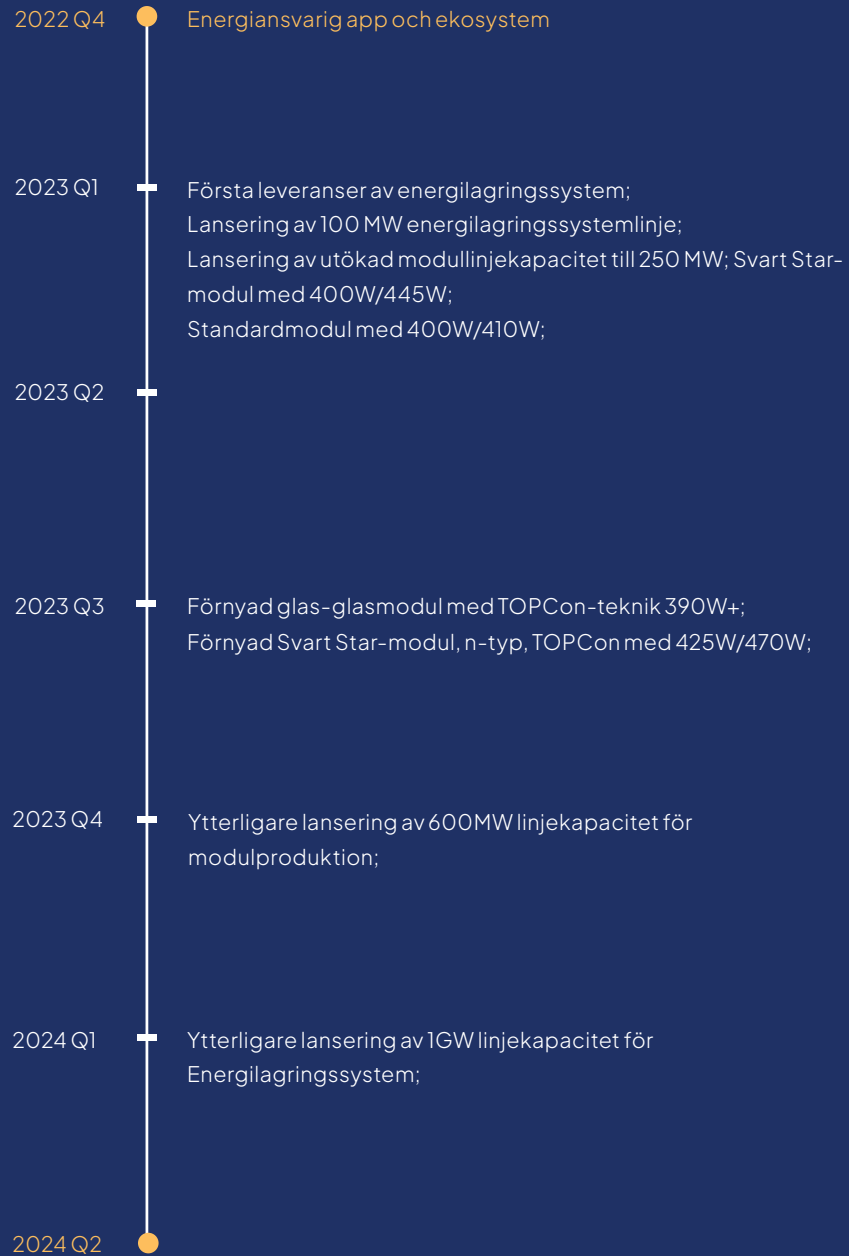 2022 Q4 Energiansvarig app och ekosystem
2023 Q1 Första leveranser av energilagringssystem;
Lansering av 100 MW energilagringssystemlinje;
Lansering av utökad modullinjekapacitet till 250 MW; Svart Star-
modul med 400W/445W;
Standardmodul med 400W/410W;
2023 Q2
2023 Q3 Förnyad glas-glasmodul med TOPCon-teknik 390W+;
Förnyad Svart Star-modul, n-typ, TOPCon med 425W/470W;
2023 Q4 Ytterligare lansering av 600MW linjekapacitet för
modulproduktion;
2024 Q1 Ytterligare lansering av 1GW linjekapacitet för
Energilagringssystem;
2024 Q2